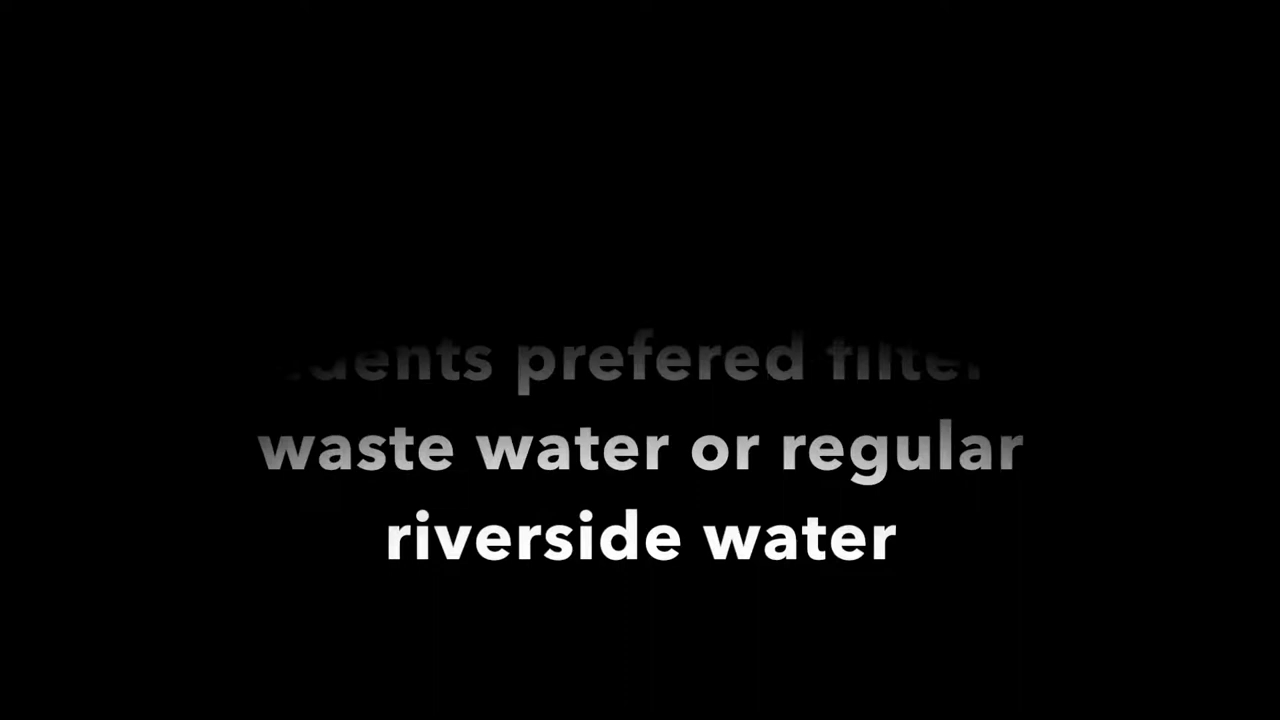 prefered
waste water or regular
riverside water